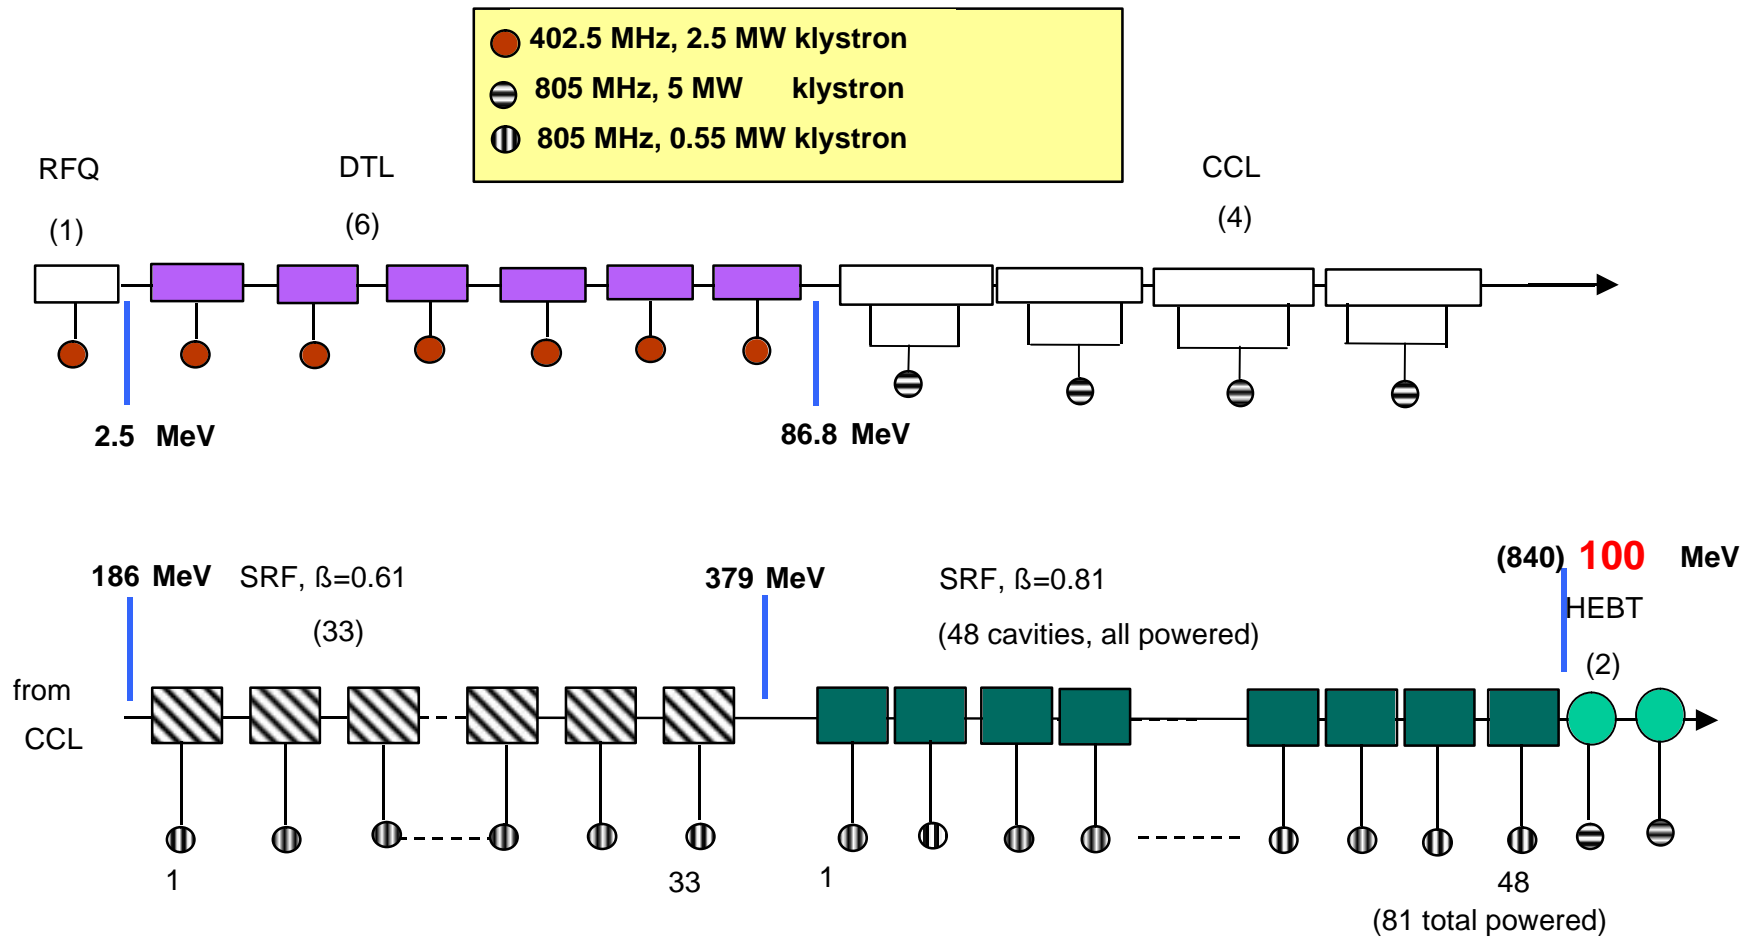 402.5 MHz, 2.5 MW klystron
805 MHz, 5 MW klystron
805 MHz, 0.55 MW klystron
RFQ
(1)
DTL
(6)
CCL
(4)
2.5 MeV
86.8 MeV
186 MeV
SRF, ß=0.61
(33)
379 MeV
SRF, ß=0.81
(48 cavities, all powered)
(840) 100 MeV
HEBT
(2)
from
CCL
1
33
1
48
(81 total powered)